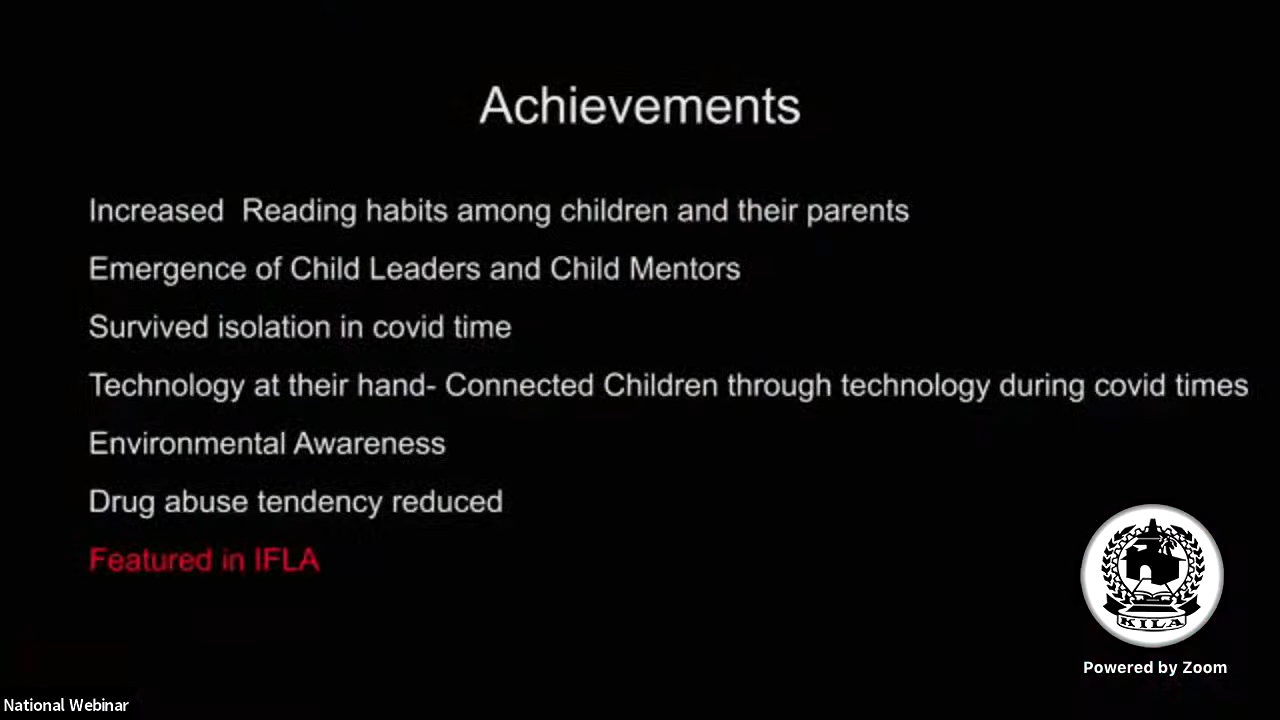 Achievements
Increased Reading habits among children and their parents
Emergence of Child Leaders and Child Mentors
Survived isolation in covid time
Technology at their hand- Connected Children through technology during covid times
Environmental Awareness
Drug abuse tendency reduced
Featured in IFLA
KILA
Powered by Zoom
National Webinar